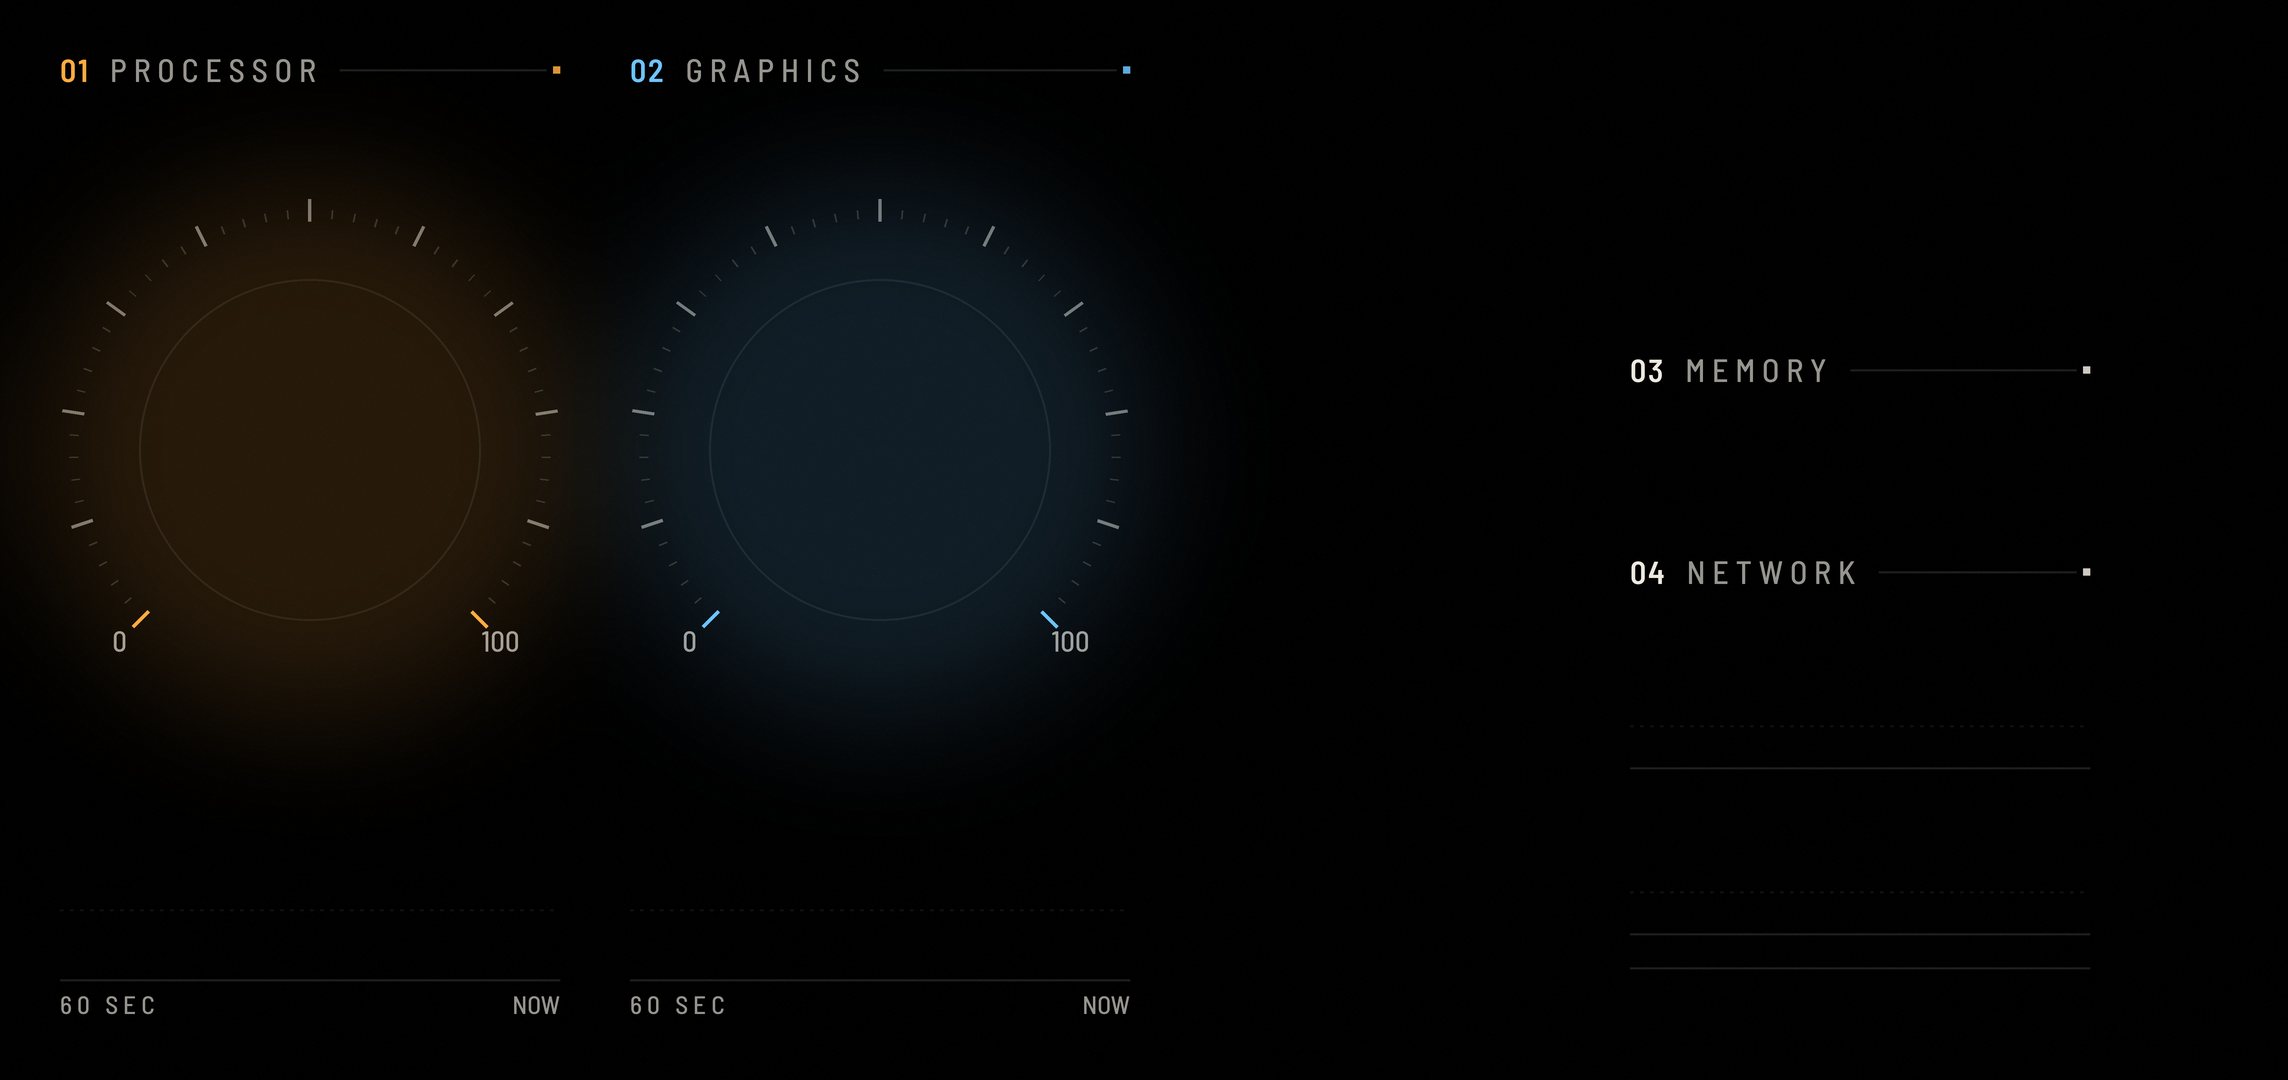 01 PROCESSOR
0
100
60 SEC
NOW
02 GRAPHICS
0
100
60 SEC
NOW
03 MEMORY
04 NETWORK